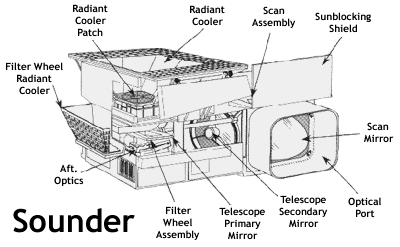 Radiant
Cooler
Patch
Radiant
Cooler
Scan
Assembly
Sunblocking
Shield
Filter Wheel
Radiant
Cooler
Scan
Mirror
Aft.
Optics
Filter
Wheel
Assembly
Telescope
Primary
Mirror
Telescope
Secondary
Mirror
Optical
Port
Sounder